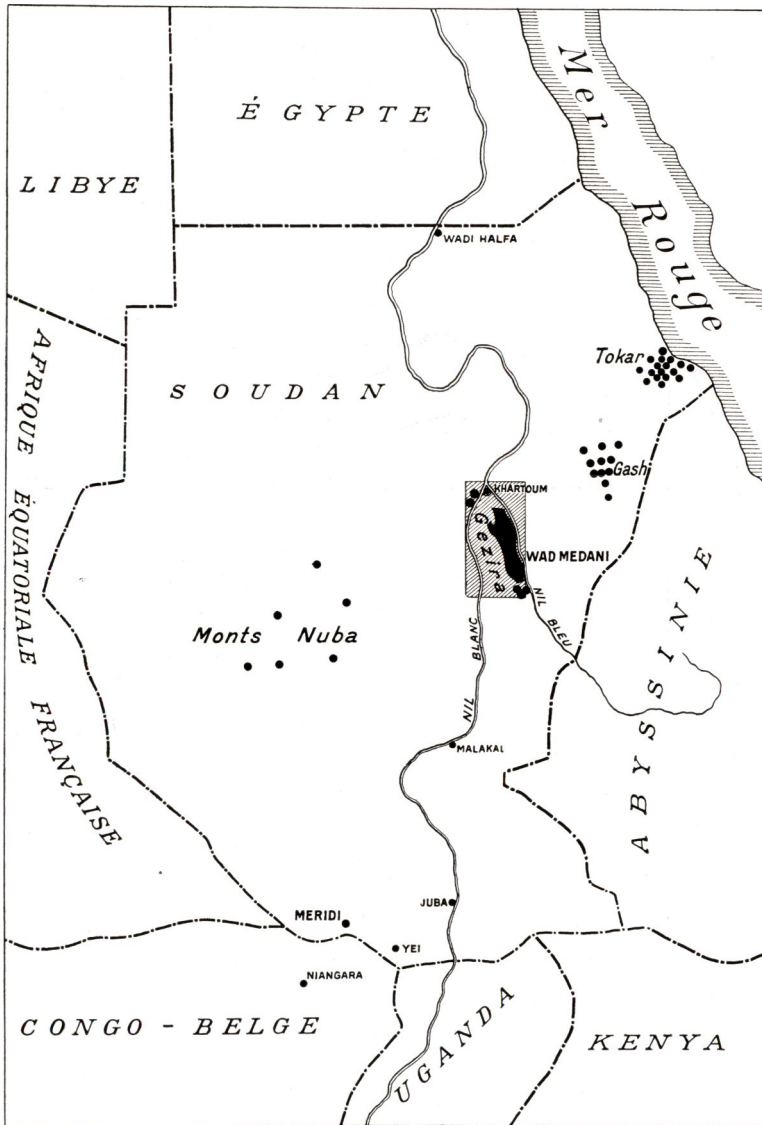 Mer Rouge
ÉGYPTE
LIBYE
WADI HALFA
AFRIQUE ÉQUATORIALE FRANÇAISE
Tokar
SOUDAN
Gash
KHARTOUM
Gezira
WAD MEDANI
NIL BLEU
Monts Nuba
NIL BLANC
ABYSSINIE
MALAKAL
JUBA
MERIDI
YEI
NIANGARA
CONGO - BELGE
UGANDA
KENYA